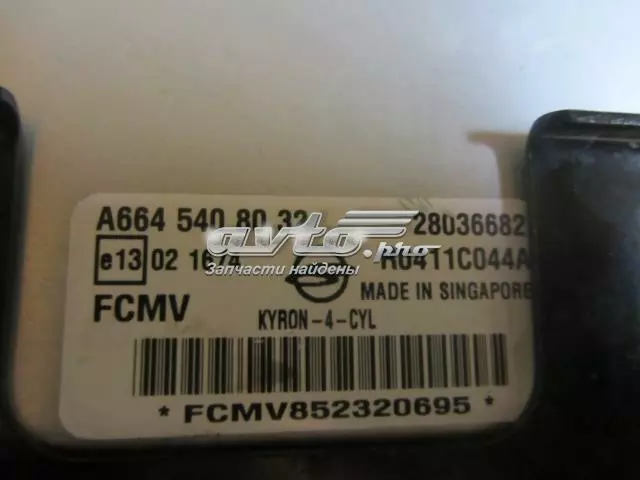 A664 540 80 32
28036682
e13 02 1674
R0411C044A
MADE IN SINGAPORE
FCMV
KYRON-4-CYL
* FCMV852320695 *
avto.pro
Запчасти найдены